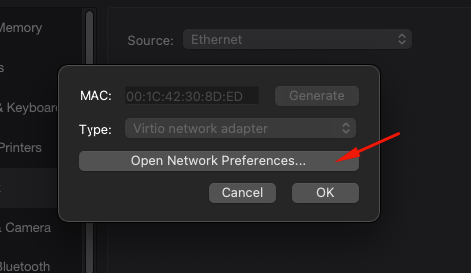 Memory
Source: Ethernet
s
& Keyboard
MAC: 00:1C:42:30:8D:ED Generate
Type: Virtio network adapter
Printers
Open Network Preferences...
k
Cancel OK
& Camera
Bluetooth